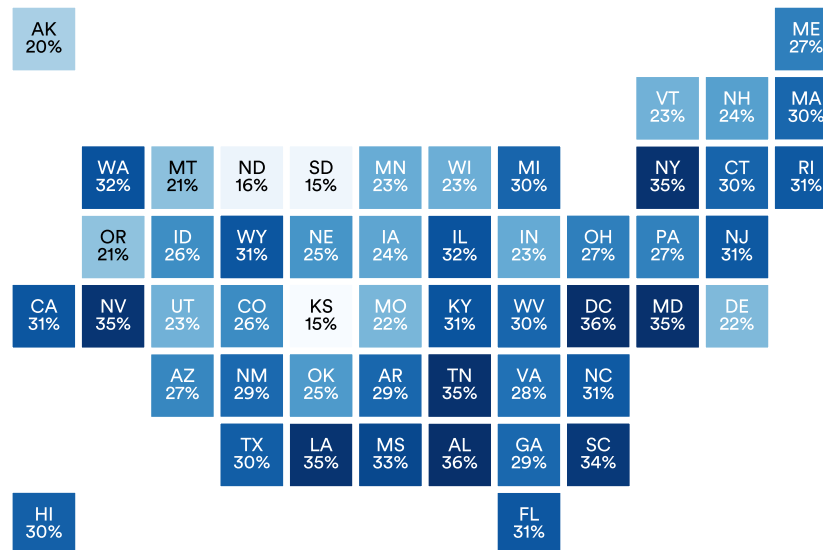 AK
20%
ME
27%
VT
23%
NH
24%
MA
30%
WA
32%
MT
21%
ND
16%
SD
15%
MN
23%
WI
23%
MI
30%
NY
35%
CT
30%
RI
31%
OR
21%
ID
26%
WY
31%
NE
25%
IA
24%
IL
32%
IN
23%
OH
27%
PA
27%
NJ
31%
CA
31%
NV
35%
UT
23%
CO
26%
KS
15%
MO
22%
KY
31%
WV
30%
DC
36%
MD
35%
DE
22%
AZ
27%
NM
29%
OK
25%
AR
29%
TN
35%
VA
28%
NC
31%
TX
30%
LA
35%
MS
33%
AL
36%
GA
29%
SC
34%
HI
30%
FL
31%